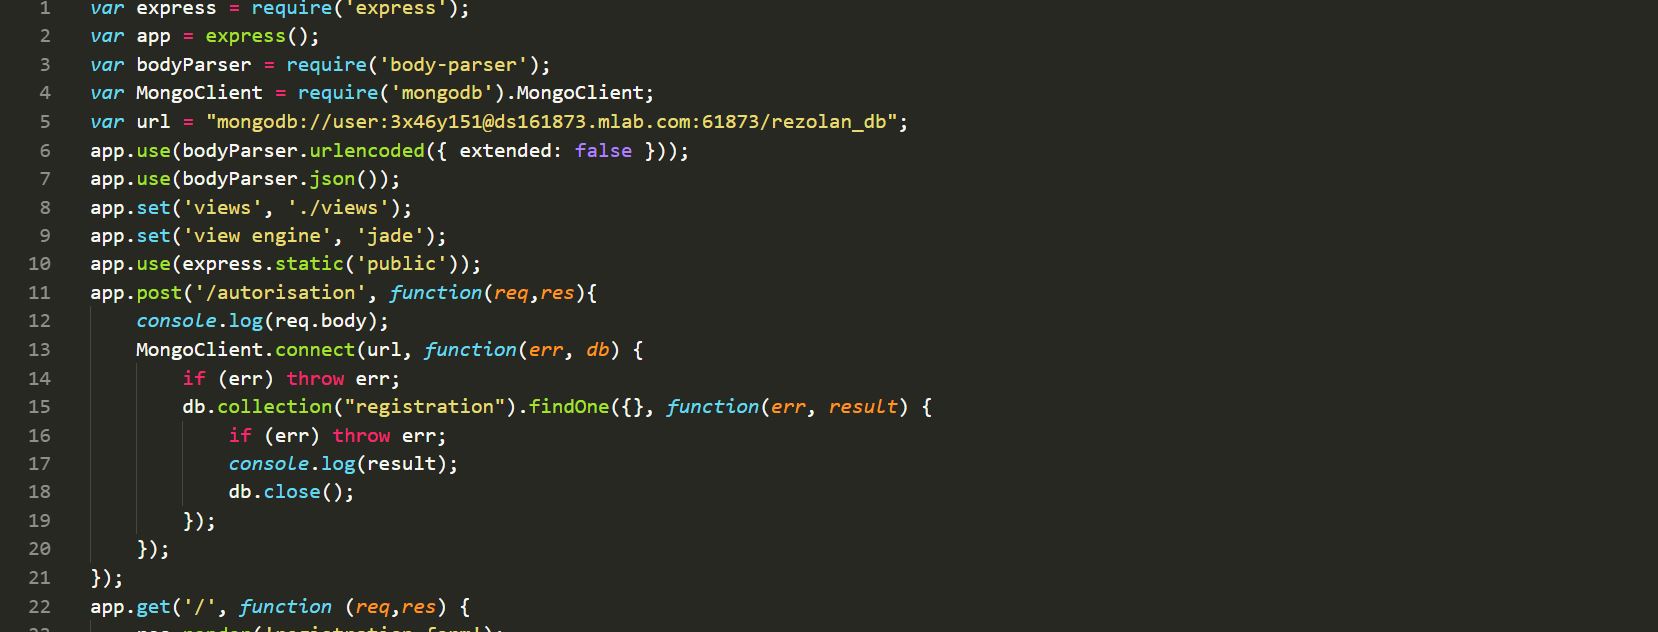 1 var express = require('express');
2 var app = express();
3 var bodyParser = require('body-parser');
4 var MongoClient = require('mongodb').MongoClient;
5 var url = "mongodb://user:3x46y151@ds161873.mlab.com:61873/rezolan_db";
6 app.use(bodyParser.urlencoded({ extended: false }));
7 app.use(bodyParser.json());
8 app.set('views', './views');
9 app.set('view engine', 'jade');
10 app.use(express.static('public'));
11 app.post('/autorisation', function(req,res){
12 console.log(req.body);
13 MongoClient.connect(url, function(err, db) {
14 if (err) throw err;
15 db.collection("registration").findOne({}, function(err, result) {
16 if (err) throw err;
17 console.log(result);
18 db.close();
19 });
20 });
21 });
22 app.get('/', function (req,res) {